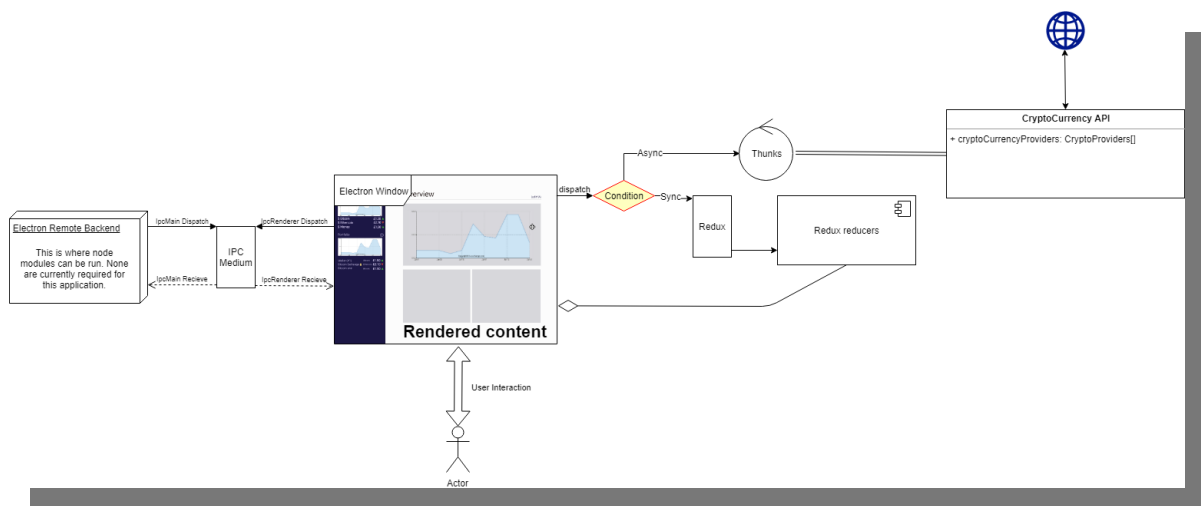 CryptoCurrency API
+ cryptoCurrencyProviders: CryptoProviders[]
Async
Thunks
Electron Window
erview
dispatch
Condition
Sync
Redux
Redux reducers
Electron Remote Backend
This is where node
modules can be run. None
are currently required for
this application.
IpcMain Dispatch
IpcRenderer Dispatch
IPC
Medium
IpcMain Recieve
IpcRenderer Recieve
Rendered content
User Interaction
Actor